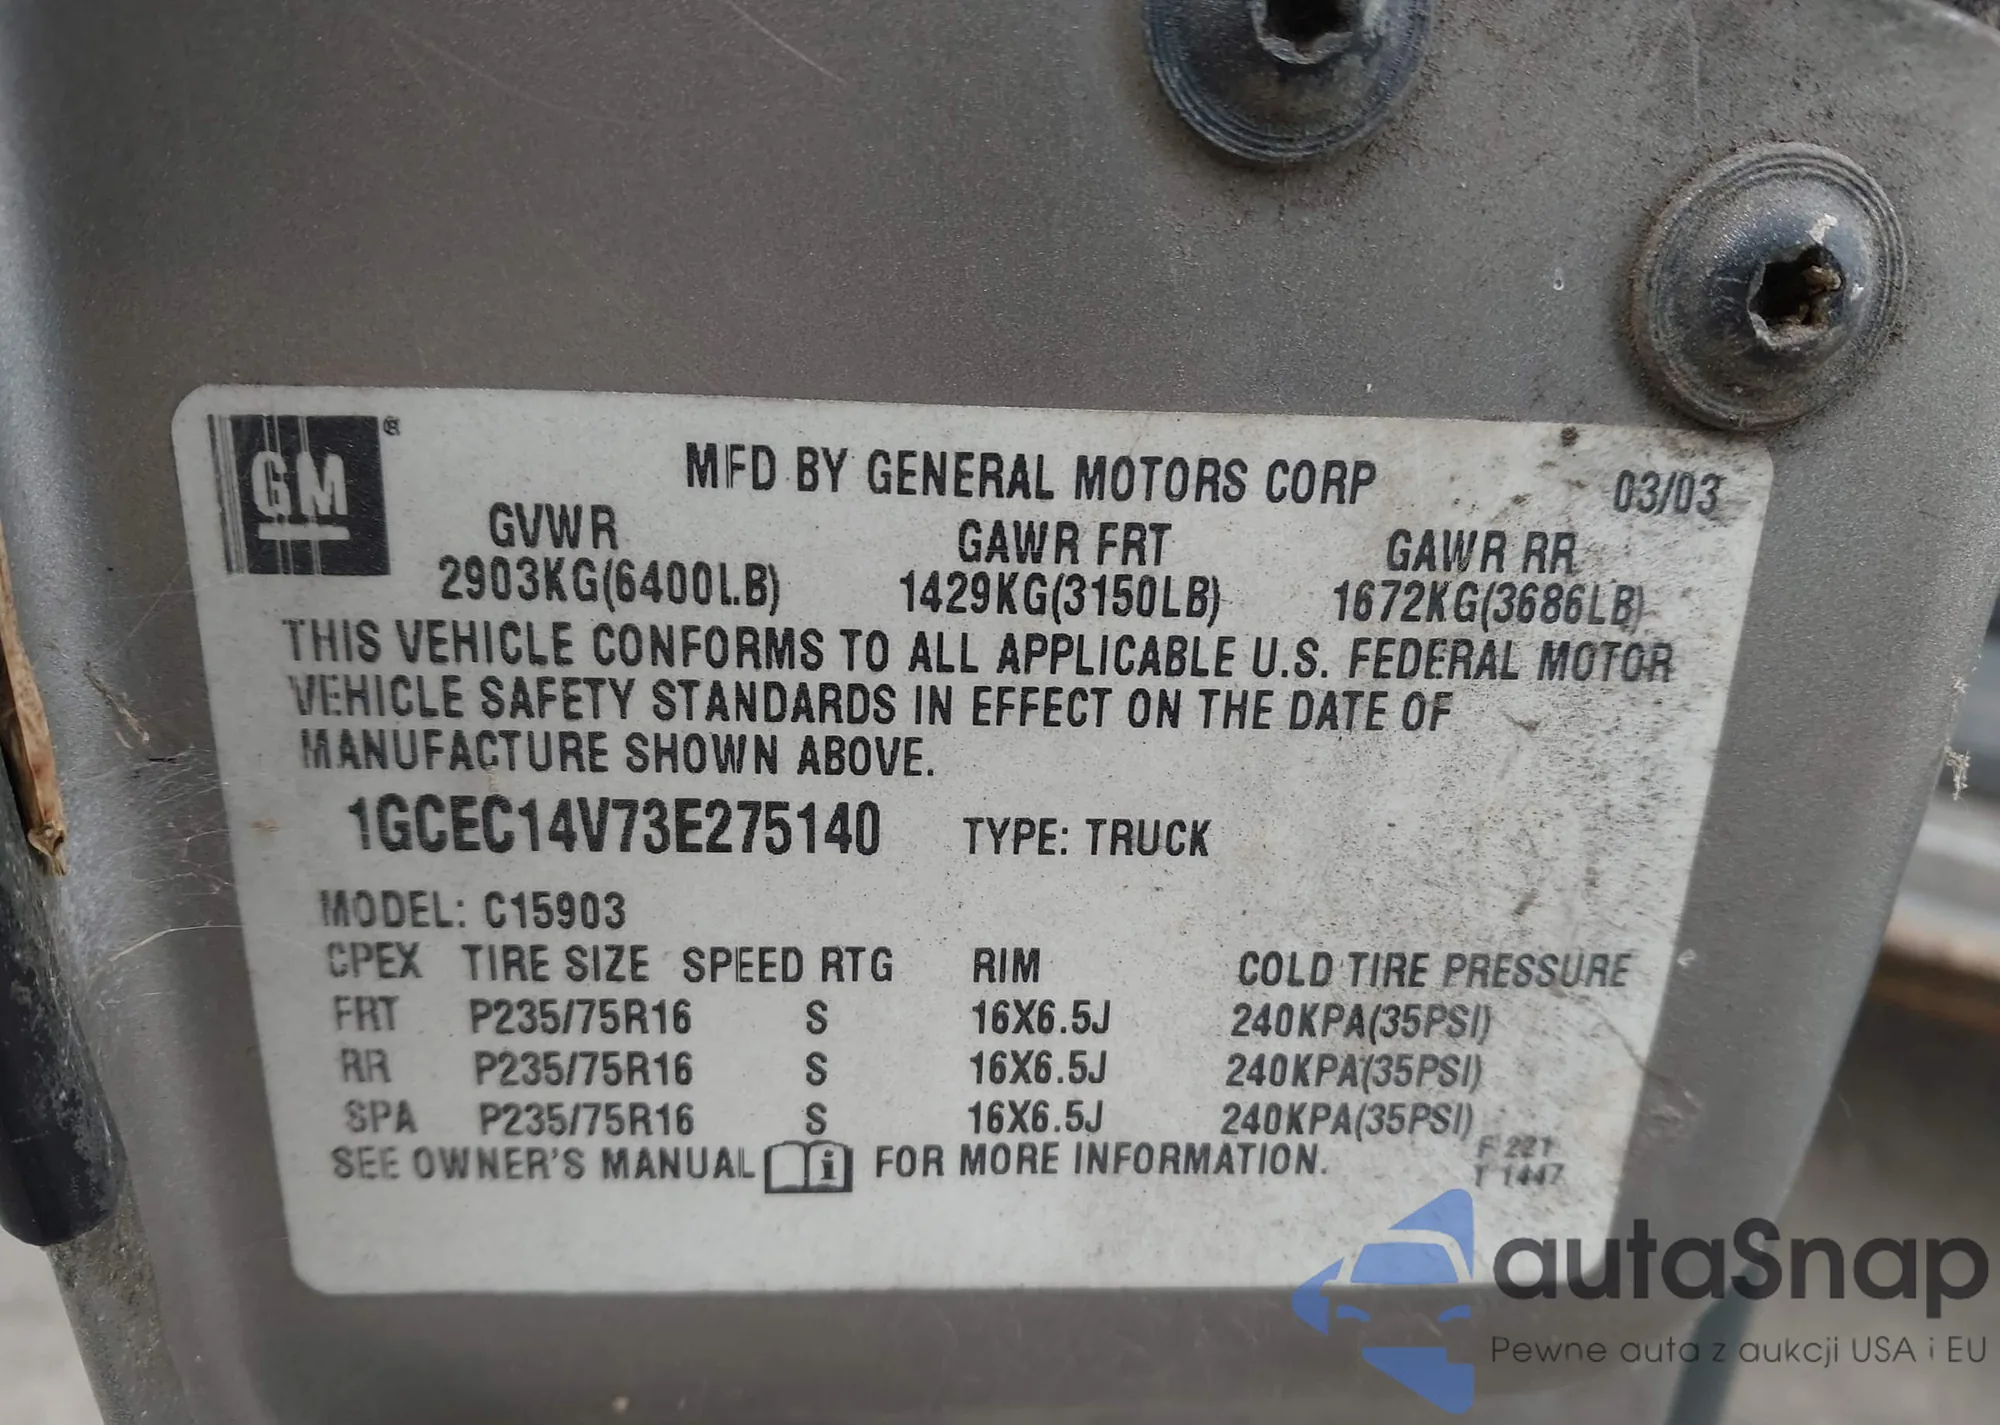 GM ®
MFD BY GENERAL MOTORS CORP 03/03
GVWR GAWR FRT GAWR RR
2903KG(6400LB) 1429KG(3150LB) 1672KG(3686LB)
THIS VEHICLE CONFORMS TO ALL APPLICABLE U.S. FEDERAL MOTOR
VEHICLE SAFETY STANDARDS IN EFFECT ON THE DATE OF
MANUFACTURE SHOWN ABOVE.
1GCEC14V73E275140 TYPE: TRUCK
MODEL: C15903
CPEX TIRE SIZE SPEED RTG RIM COLD TIRE PRESSURE
FRT P235/75R16 S 16X6.5J 240KPA(35PSI)
RR P235/75R16 S 16X6.5J 240KPA(35PSI)
SPA P235/75R16 S 16X6.5J 240KPA(35PSI)
SEE OWNER'S MANUAL i FOR MORE INFORMATION.
F 221
T 1447
autaSnap
Pewne auta z aukcji USA i EU